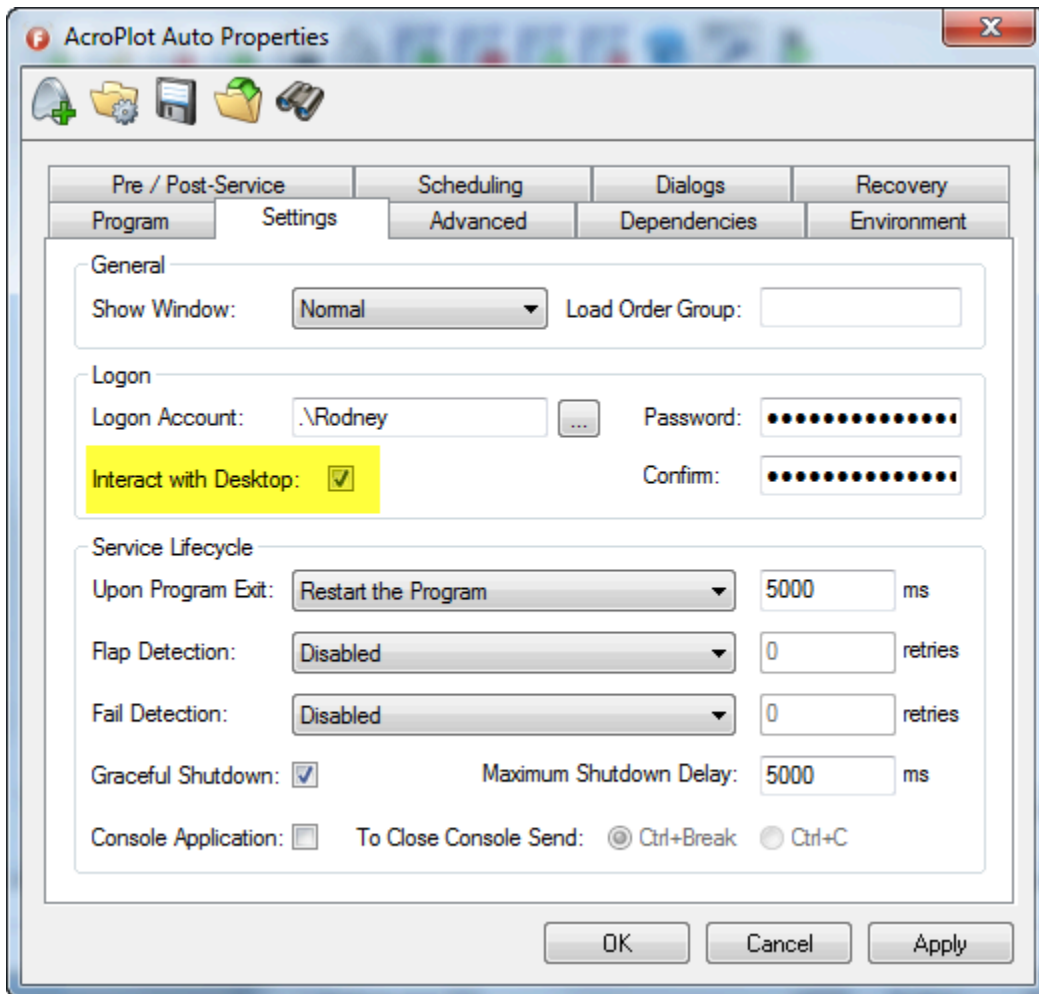 AcroPlot Auto Properties
Pre / Post-Service Scheduling Dialogs Recovery
Program Settings Advanced Dependencies Environment
General
Show Window: Normal Load Order Group:
Logon
Logon Account: .\Rodney ... Password: ●●●●●●●●●●●●●●●
Interact with Desktop: Confirm: ●●●●●●●●●●●●●●●
Service Lifecycle
Upon Program Exit: Restart the Program 5000 ms
Flap Detection: Disabled 0 retries
Fail Detection: Disabled 0 retries
Graceful Shutdown: Maximum Shutdown Delay: 5000 ms
Console Application: To Close Console Send: Ctrl+Break Ctrl+C
OK Cancel Apply